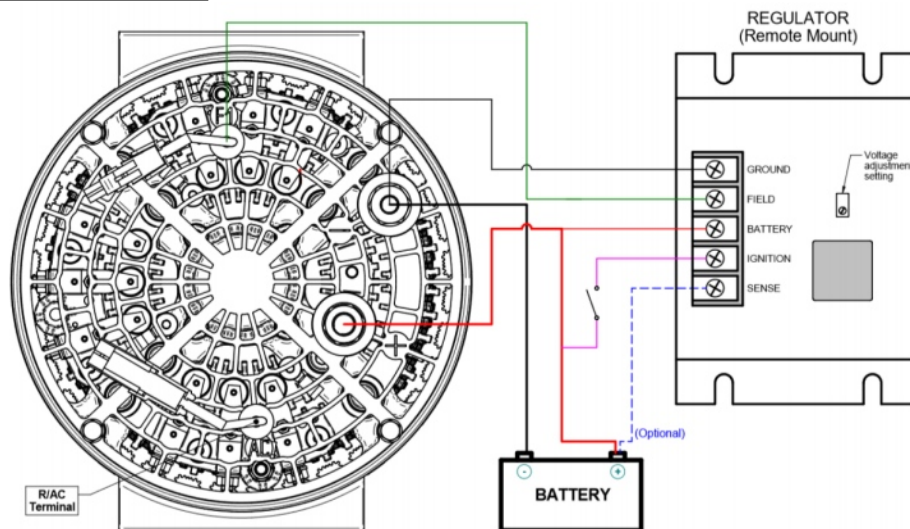 REGULATOR
(Remote Mount)
Voltage
adjustment
setting
GROUND
FIELD
BATTERY
IGNITION
SENSE
(Optional)
- +
BATTERY
R/AC
Terminal